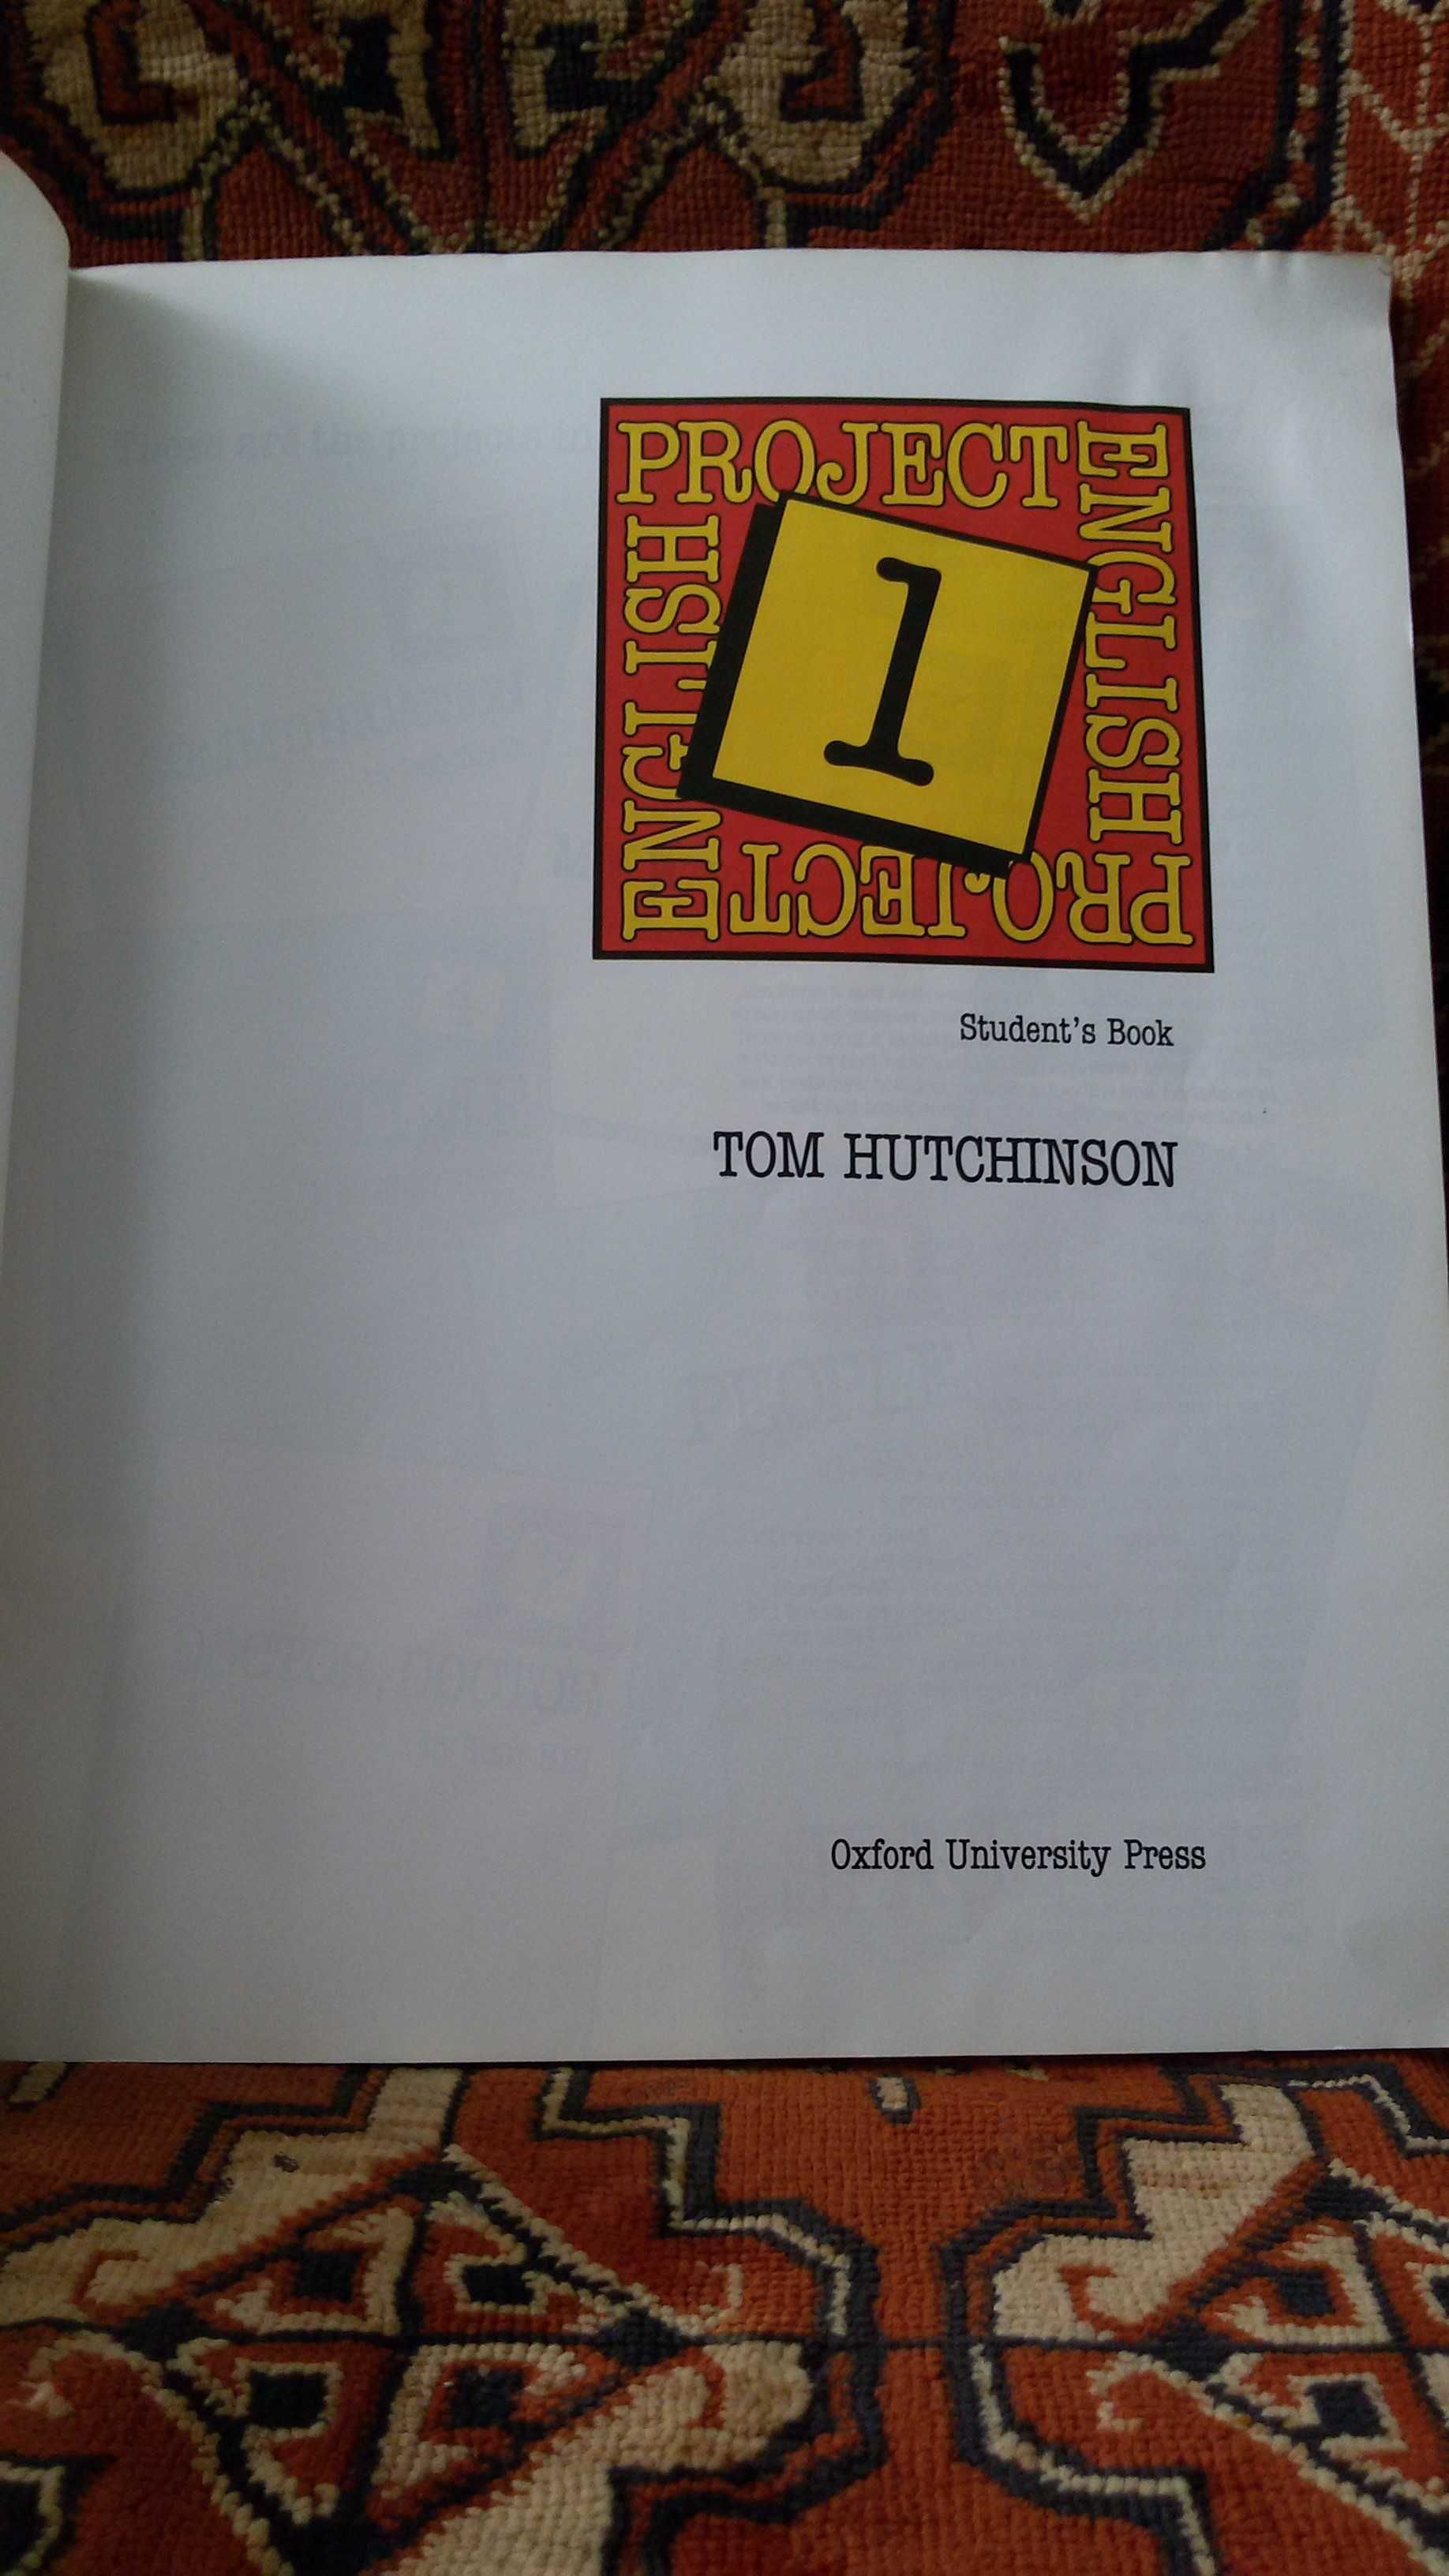 PROJECT
ENGLISH
PROJECT
ENGLISH
1
Student's Book
TOM HUTCHINSON
Oxford University Press